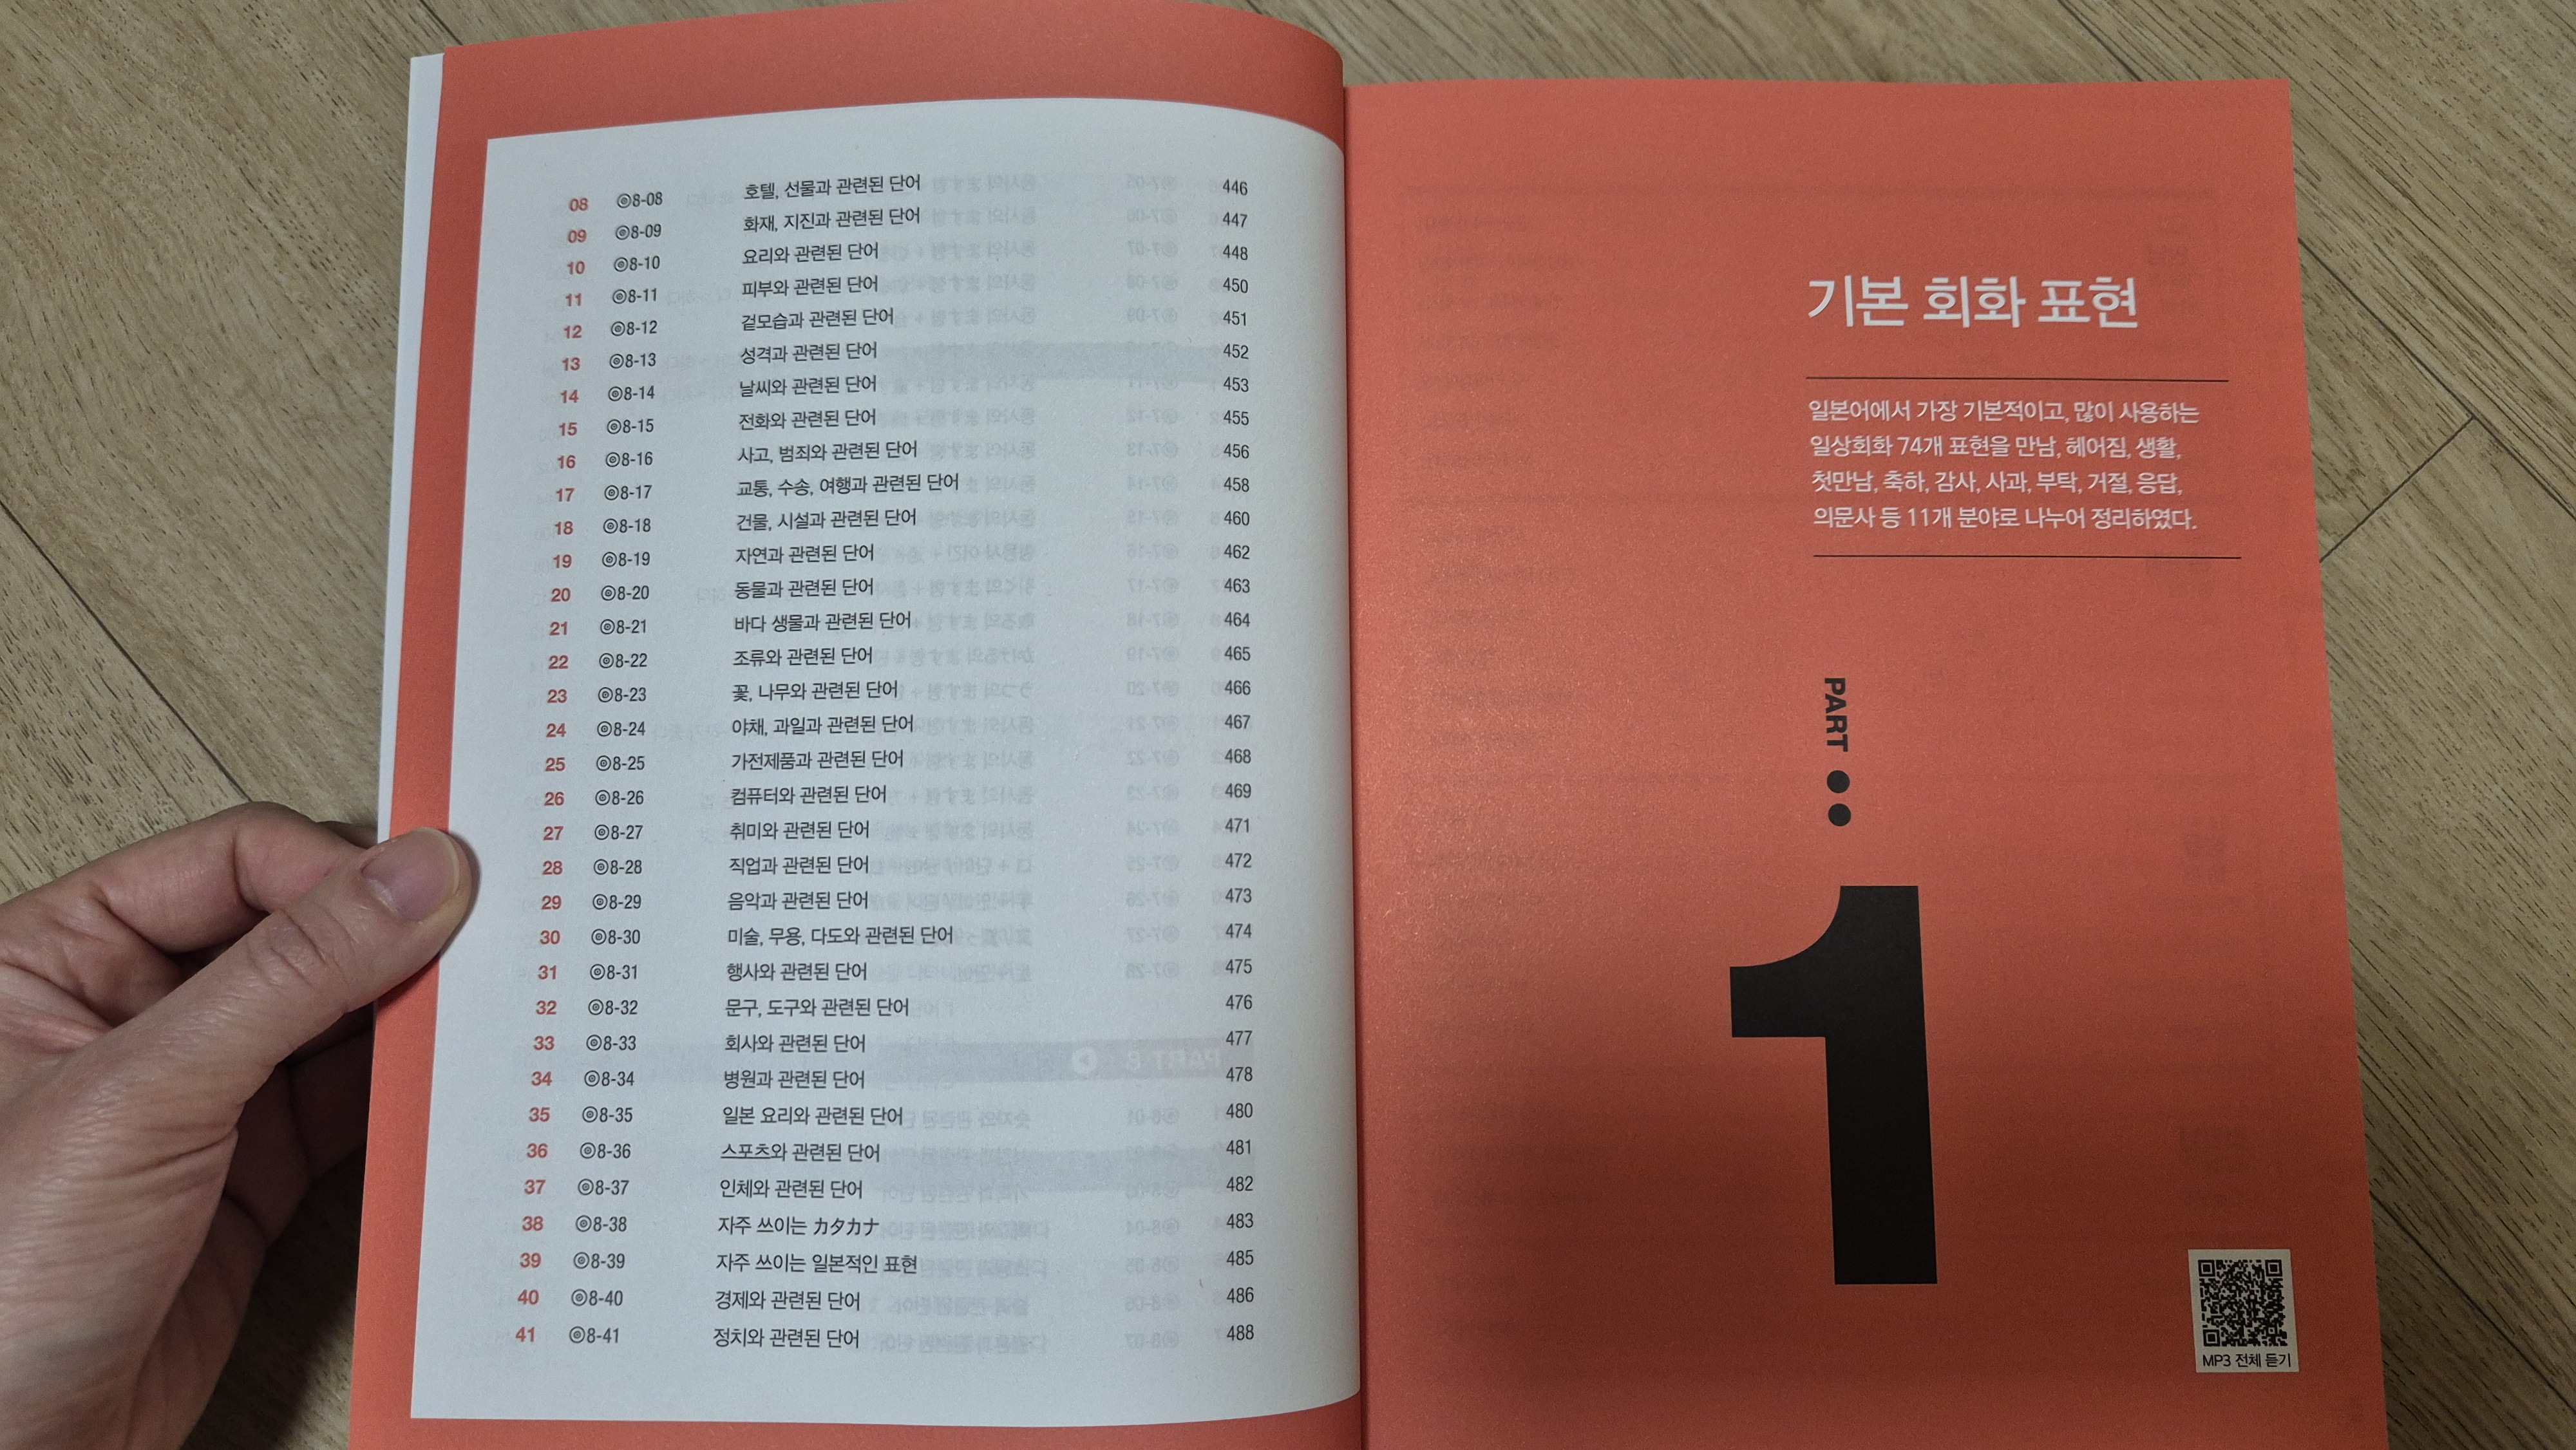 08 ◎8-08 호텔, 선물과 관련된 단어 446
09 ◎8-09 화재, 지진과 관련된 단어 447
10 ◎8-10 요리와 관련된 단어 448
11 ◎8-11 피부와 관련된 단어 450
12 ◎8-12 겉모습과 관련된 단어 451
13 ◎8-13 성격과 관련된 단어 452
14 ◎8-14 날씨와 관련된 단어 453
15 ◎8-15 전화와 관련된 단어 455
16 ◎8-16 사고, 범죄와 관련된 단어 456
17 ◎8-17 교통, 수송, 여행과 관련된 단어 458
18 ◎8-18 건물, 시설과 관련된 단어 460
19 ◎8-19 자연과 관련된 단어 462
20 ◎8-20 동물과 관련된 단어 463
21 ◎8-21 바다 생물과 관련된 단어 464
22 ◎8-22 조류와 관련된 단어 465
23 ◎8-23 꽃, 나무와 관련된 단어 466
24 ◎8-24 야채, 과일과 관련된 단어 467
25 ◎8-25 가전제품과 관련된 단어 468
26 ◎8-26 컴퓨터와 관련된 단어 469
27 ◎8-27 취미와 관련된 단어 471
28 ◎8-28 직업과 관련된 단어 472
29 ◎8-29 음악과 관련된 단어 473
30 ◎8-30 미술, 무용, 다도와 관련된 단어 474
31 ◎8-31 행사와 관련된 단어 475
32 ◎8-32 문구, 도구와 관련된 단어 476
33 ◎8-33 회사와 관련된 단어 477
34 ◎8-34 병원과 관련된 단어 478
35 ◎8-35 일본 요리와 관련된 단어 480
36 ◎8-36 스포츠와 관련된 단어 481
37 ◎8-37 인체와 관련된 단어 482
38 ◎8-38 자주 쓰이는 カタカナ 483
39 ◎8-39 자주 쓰이는 일본적인 표현 485
40 ◎8-40 경제와 관련된 단어 486
41 ◎8-41 정치와 관련된 단어 488
기본 회화 표현
일본어에서 가장 기본적이고, 많이 사용하는
일상회화 74개 표현을 만남, 헤어짐, 생활,
첫만남, 축하, 감사, 사과, 부탁, 거절, 응답,
의문사 등 11개 분야로 나누어 정리하였다.
PART
1
MP3 전체 듣기